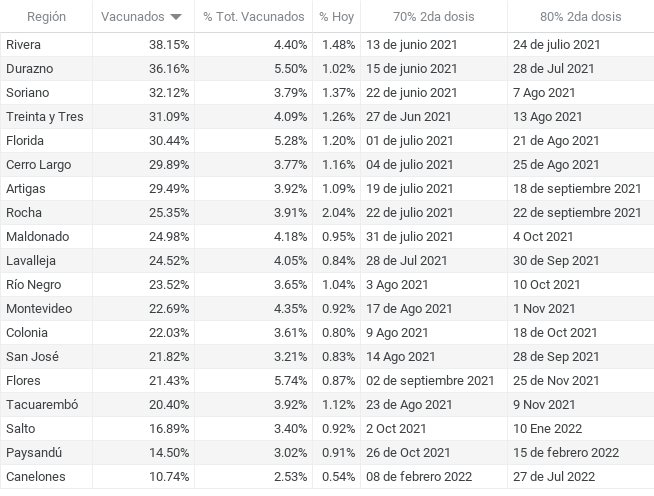 Región Vacunados % Tot. Vacunados % Hoy 70% 2da dosis 80% 2da dosis
Rivera 38.15% 4.40% 1.48% 13 de junio 2021 24 de julio 2021
Durazno 36.16% 5.50% 1.02% 15 de junio 2021 28 de Jul 2021
Soriano 32.12% 3.79% 1.37% 22 de junio 2021 7 Ago 2021
Treinta y Tres 31.09% 4.09% 1.26% 27 de Jun 2021 13 Ago 2021
Florida 30.44% 5.28% 1.20% 01 de julio 2021 21 de Ago 2021
Cerro Largo 29.89% 3.77% 1.16% 04 de julio 2021 25 de Ago 2021
Artigas 29.49% 3.92% 1.09% 19 de julio 2021 18 de septiembre 2021
Rocha 25.35% 3.91% 2.04% 22 de julio 2021 22 de septiembre 2021
Maldonado 24.98% 4.18% 0.95% 31 de julio 2021 4 Oct 2021
Lavalleja 24.52% 4.05% 0.84% 28 de Jul 2021 30 de Sep 2021
Río Negro 23.52% 3.65% 1.04% 3 Ago 2021 10 Oct 2021
Montevideo 22.69% 4.35% 0.92% 17 de Ago 2021 1 Nov 2021
Colonia 22.03% 3.61% 0.80% 9 Ago 2021 18 de Oct 2021
San José 21.82% 3.21% 0.83% 14 Ago 2021 28 de Sep 2021
Flores 21.43% 5.74% 0.87% 02 de septiembre 2021 25 de Nov 2021
Tacuarembó 20.40% 3.92% 1.12% 23 de Ago 2021 9 Nov 2021
Salto 16.89% 3.40% 0.92% 2 Oct 2021 10 Ene 2022
Paysandú 14.50% 3.02% 0.91% 26 de Oct 2021 15 de febrero 2022
Canelones 10.74% 2.53% 0.54% 08 de febrero 2022 27 de Jul 2022